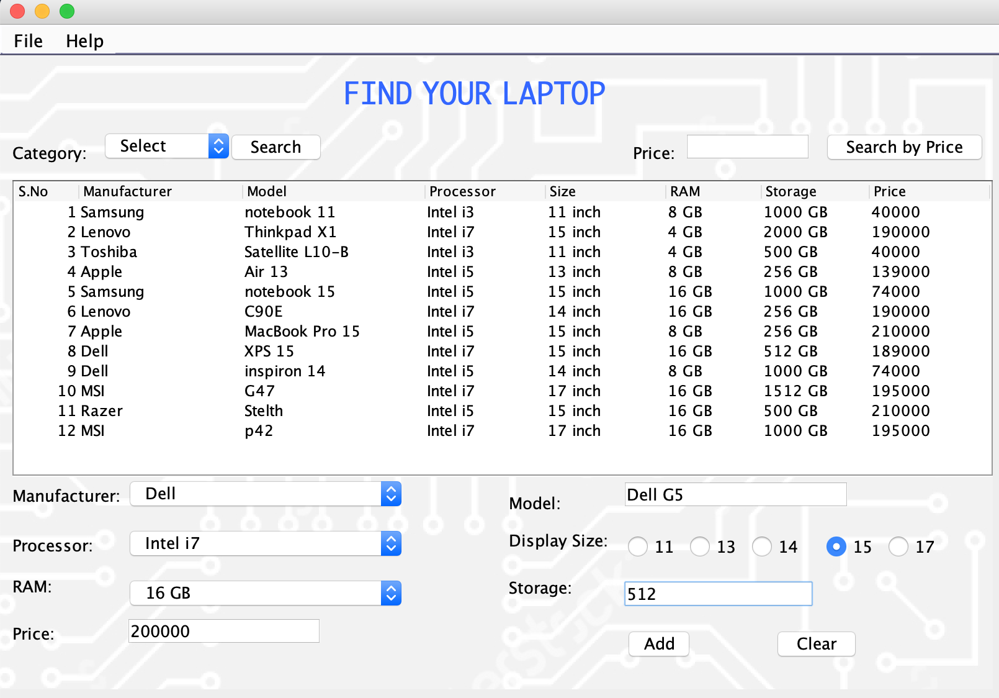 File Help
FIND YOUR LAPTOP
Category: Select Search Price: Search by Price
S.No Manufacturer Model Processor Size RAM Storage Price
1 Samsung notebook 11 Intel i3 11 inch 8 GB 1000 GB 40000
2 Lenovo Thinkpad X1 Intel i7 15 inch 4 GB 2000 GB 190000
3 Toshiba Satellite L10-B Intel i3 11 inch 4 GB 500 GB 40000
4 Apple Air 13 Intel i5 13 inch 8 GB 256 GB 139000
5 Samsung notebook 15 Intel i5 15 inch 16 GB 1000 GB 74000
6 Lenovo C90E Intel i7 14 inch 16 GB 256 GB 190000
7 Apple MacBook Pro 15 Intel i5 15 inch 8 GB 256 GB 210000
8 Dell XPS 15 Intel i7 15 inch 16 GB 512 GB 189000
9 Dell inspiron 14 Intel i5 14 inch 8 GB 1000 GB 74000
10 MSI G47 Intel i7 17 inch 16 GB 1512 GB 195000
11 Razer Stelth Intel i5 15 inch 16 GB 500 GB 210000
12 MSI p42 Intel i7 17 inch 16 GB 1000 GB 195000
Manufacturer: Dell Model: Dell G5
Processor: Intel i7 Display Size: 11 13 14 15 17
RAM: 16 GB Storage: 512
Price: 200000 Add Clear